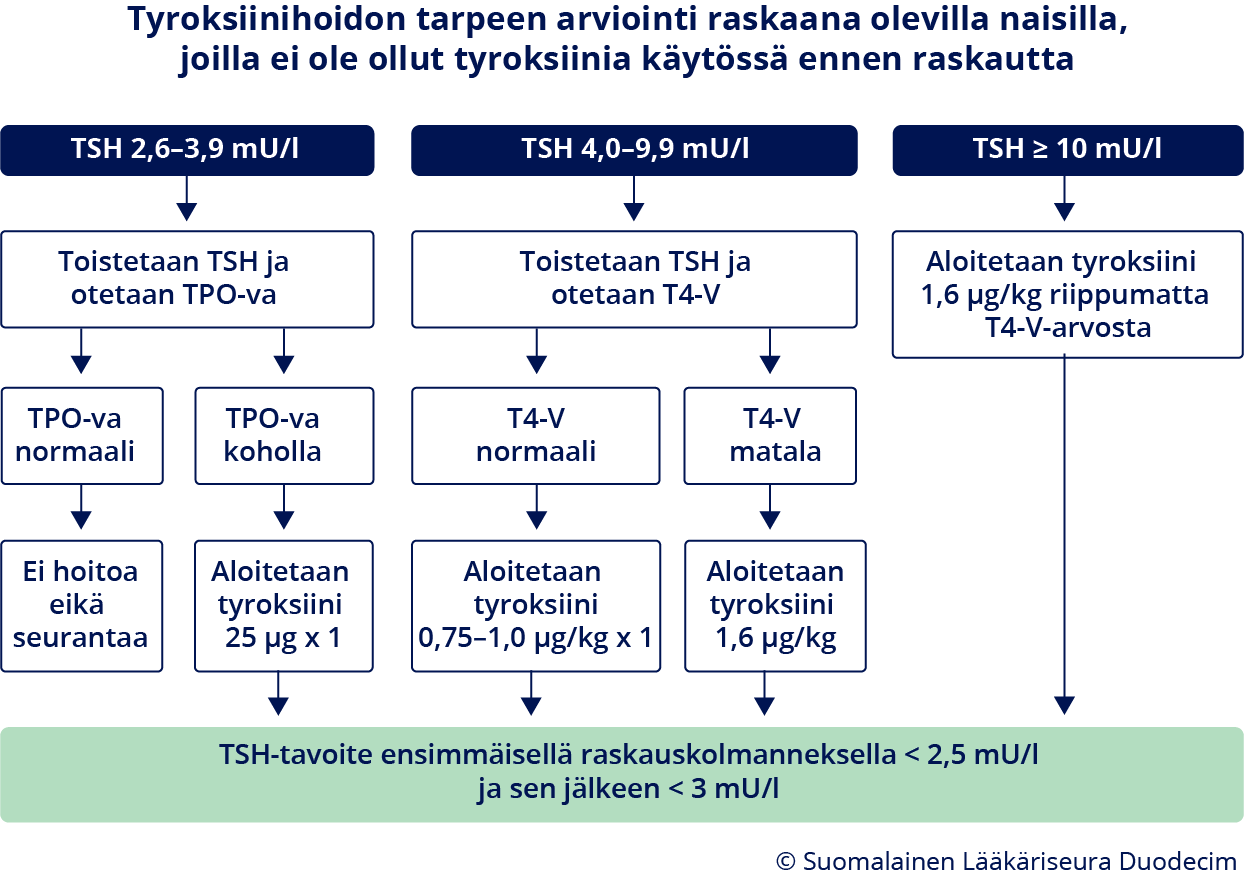 Tyroksiinihoidon tarpeen arviointi raskaana olevilla naisilla,
joilla ei ole ollut tyroksiinia käytössä ennen raskautta
TSH 2,6–3,9 mU/l
Toistetaan TSH ja
otetaan TPO-va
TPO-va
normaali
Ei hoitoa
eikä
seurantaa
TPO-va
koholla
Aloitetaan
tyroksiini
25 µg x 1
TSH 4,0–9,9 mU/l
Toistetaan TSH ja
otetaan T4-V
T4-V
normaali
Aloitetaan
tyroksiini
0,75–1,0 µg/kg x 1
T4-V
matala
Aloitetaan
tyroksiini
1,6 µg/kg
TSH ≥ 10 mU/l
Aloitetaan tyroksiini
1,6 µg/kg riippumatta
T4-V-arvosta
TSH-tavoite ensimmäisellä raskauskolmanneksella < 2,5 mU/l
ja sen jälkeen < 3 mU/l
© Suomalainen Lääkäriseura Duodecim